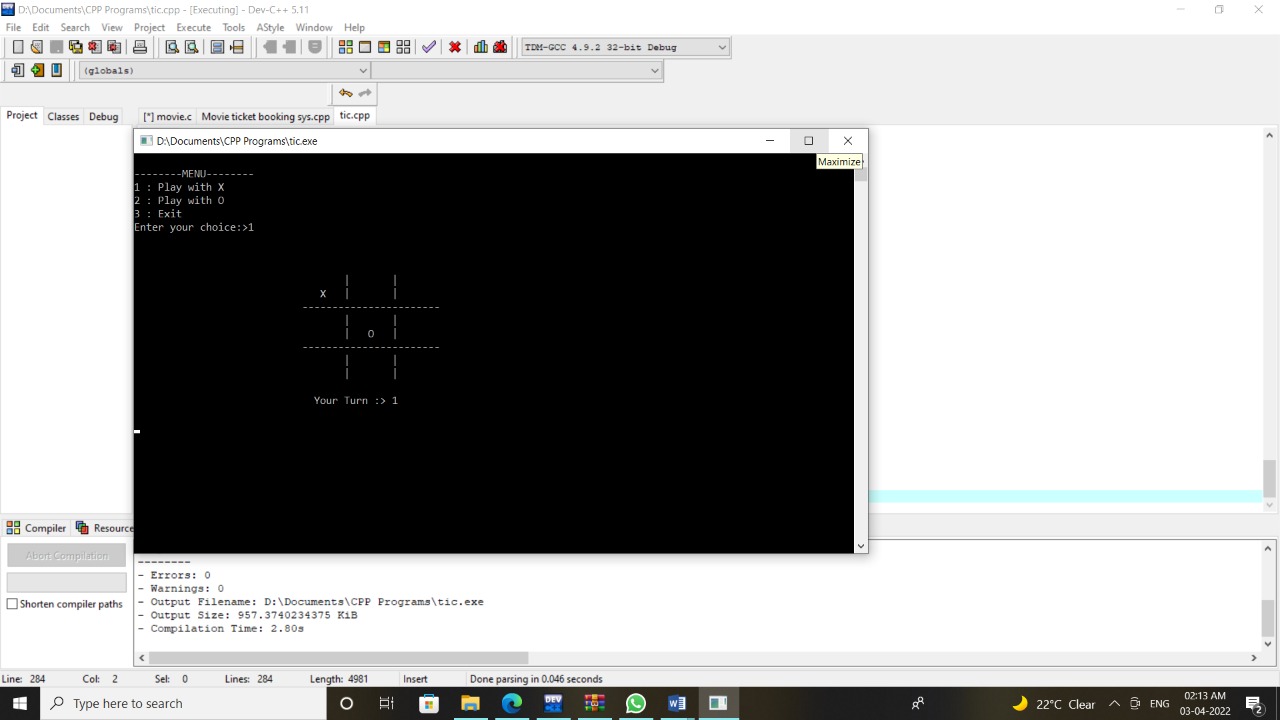 D:\Documents\CPP Programs\tic.cpp - [Executing] - Dev-C++ 5.11
File Edit Search View Project Execute Tools AStyle Window Help
TDM-GCC 4.9.2 32-bit Debug
(globals)
Project Classes Debug [*] movie.c Movie ticket booking sys.cpp tic.cpp
D:\Documents\CPP Programs\tic.exe
Maximize
--------MENU--------
1 : Play with X
2 : Play with O
3 : Exit
Enter your choice:>1
X
O
Your Turn :> 1
Compiler Resource
Abort Compilation
Shorten compiler paths
--------
- Errors: 0
- Warnings: 0
- Output Filename: D:\Documents\CPP Programs\tic.exe
- Output Size: 957.3740234375 KiB
- Compilation Time: 2.80s
Line: 284 Col: 2 Sel: 0 Lines: 284 Length: 4981 Insert Done parsing in 0.046 seconds
Type here to search
DEV
22°C Clear
ENG
02:13 AM
03-04-2022
2